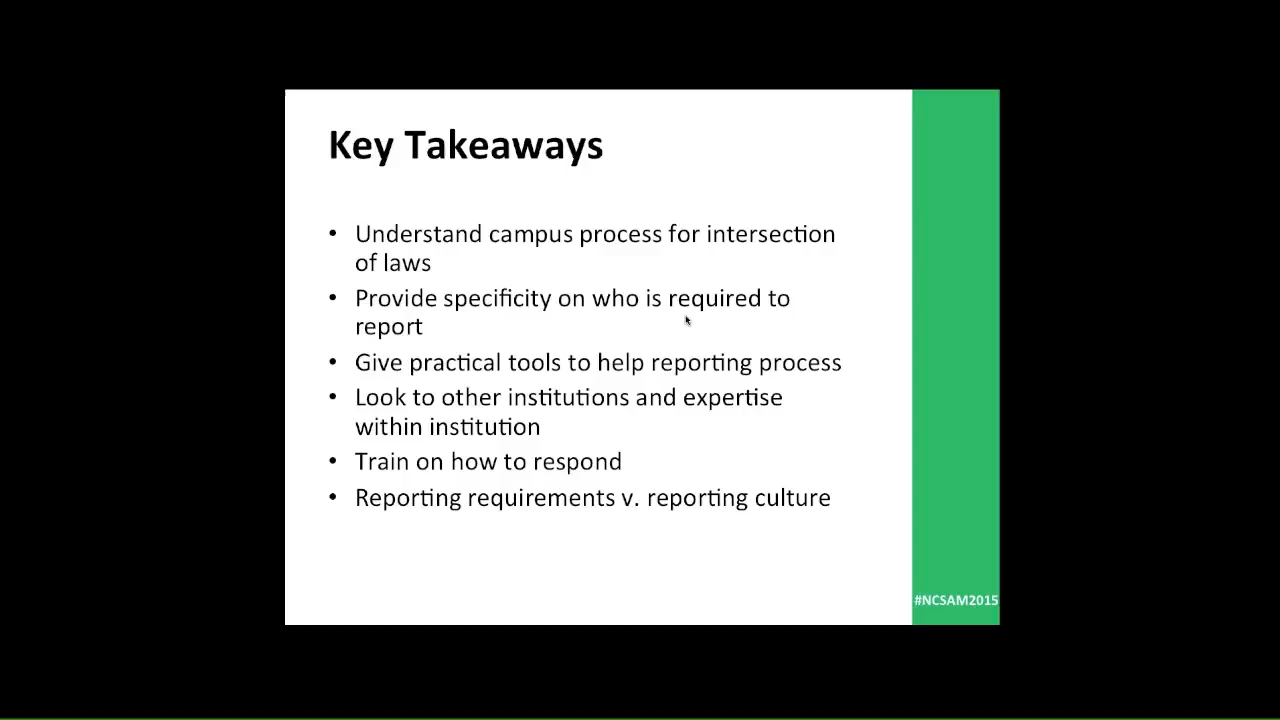 Key Takeaways
• Understand campus process for intersection
of laws
• Provide specificity on who is required to
report
• Give practical tools to help reporting process
• Look to other institutions and expertise
within institution
• Train on how to respond
• Reporting requirements v. reporting culture
#NCSAM2015